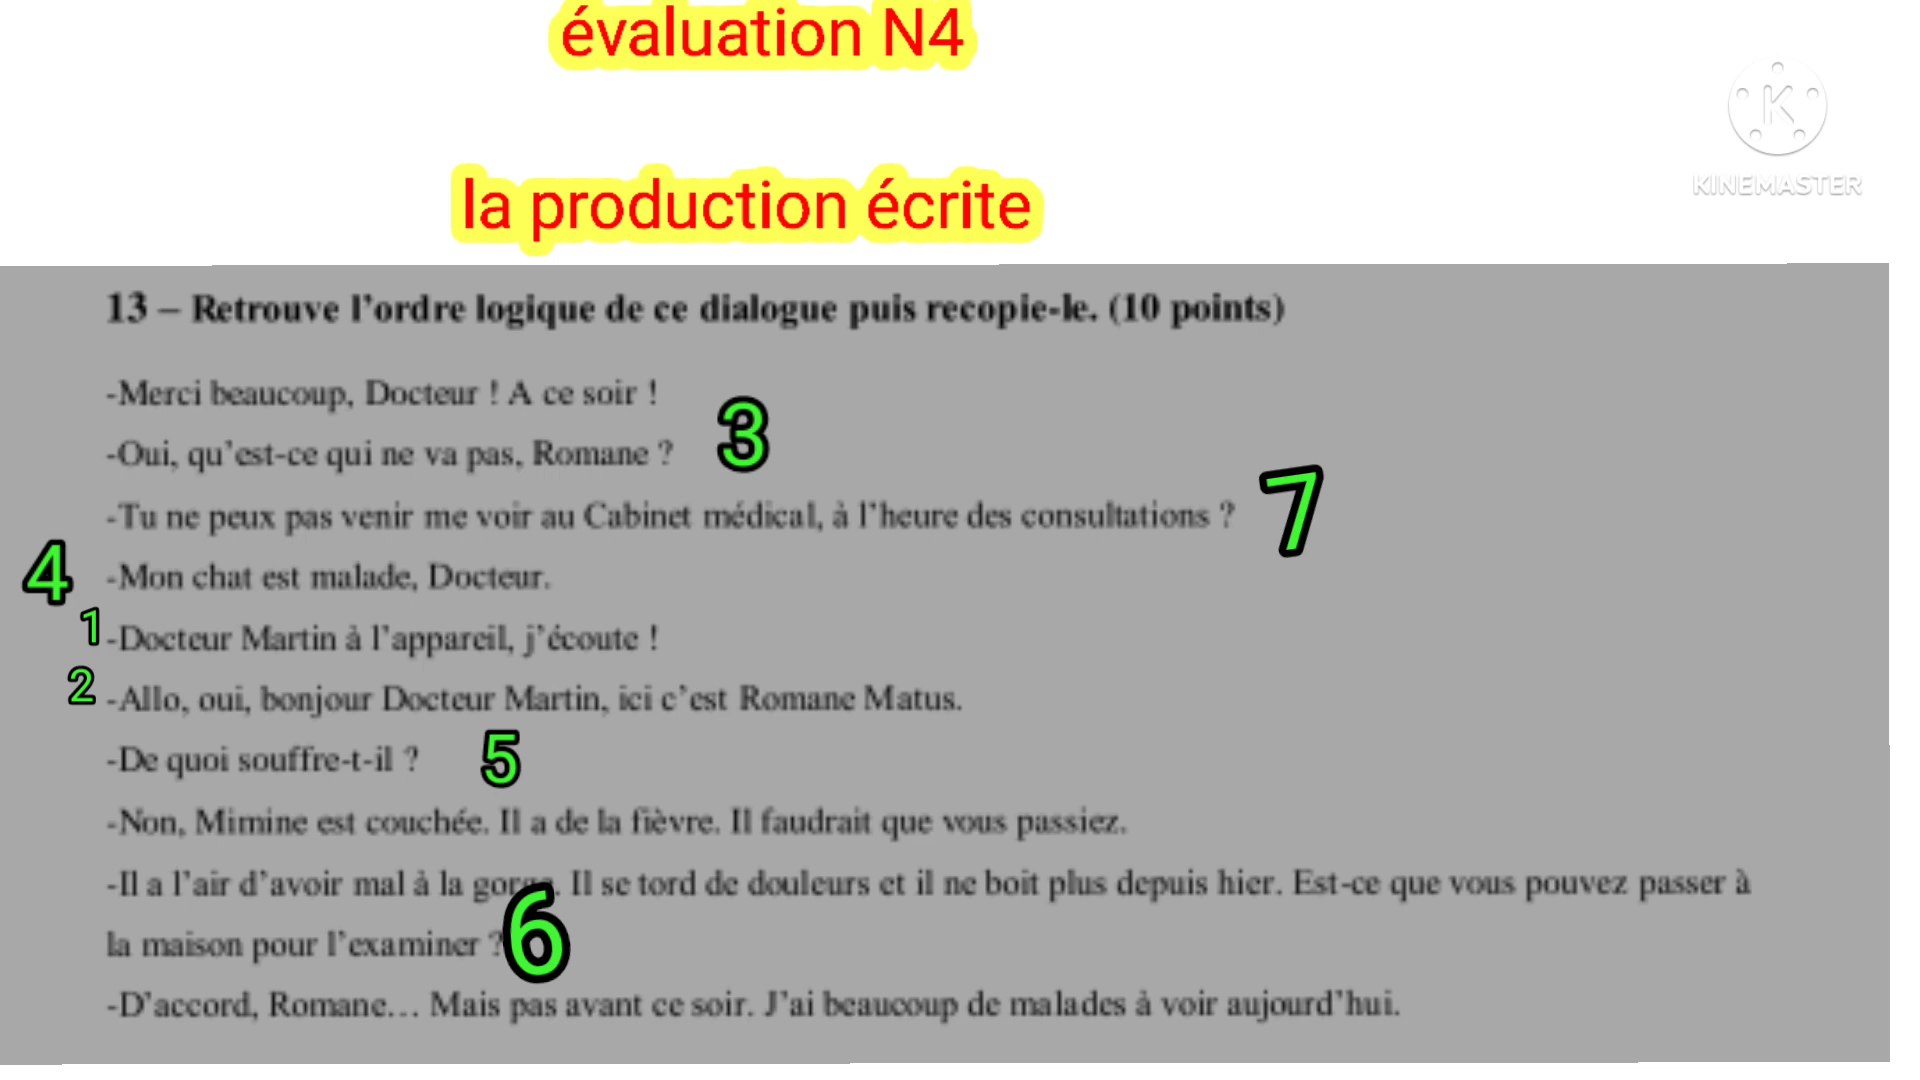 évaluation N4
la production écrite
KINEMASTER
13 – Retrouve l'ordre logique de ce dialogue puis recopie-le. (10 points)
-Merci beaucoup, Docteur ! A ce soir !
-Oui, qu'est-ce qui ne va pas, Romane ? 3
-Tu ne peux pas venir me voir au Cabinet médical, à l'heure des consultations ? 7
4 -Mon chat est malade, Docteur.
1 -Docteur Martin à l'appareil, j'écoute !
2 -Allo, oui, bonjour Docteur Martin, ici c'est Romane Matus.
-De quoi souffre-t-il ? 5
-Non, Mimine est couchée. Il a de la fièvre. Il faudrait que vous passiez.
-Il a l'air d'avoir mal à la gorge. Il se tord de douleurs et il ne boit plus depuis hier. Est-ce que vous pouvez passer à
la maison pour l'examiner ? 6
-D'accord, Romane… Mais pas avant ce soir. J'ai beaucoup de malades à voir aujourd'hui.